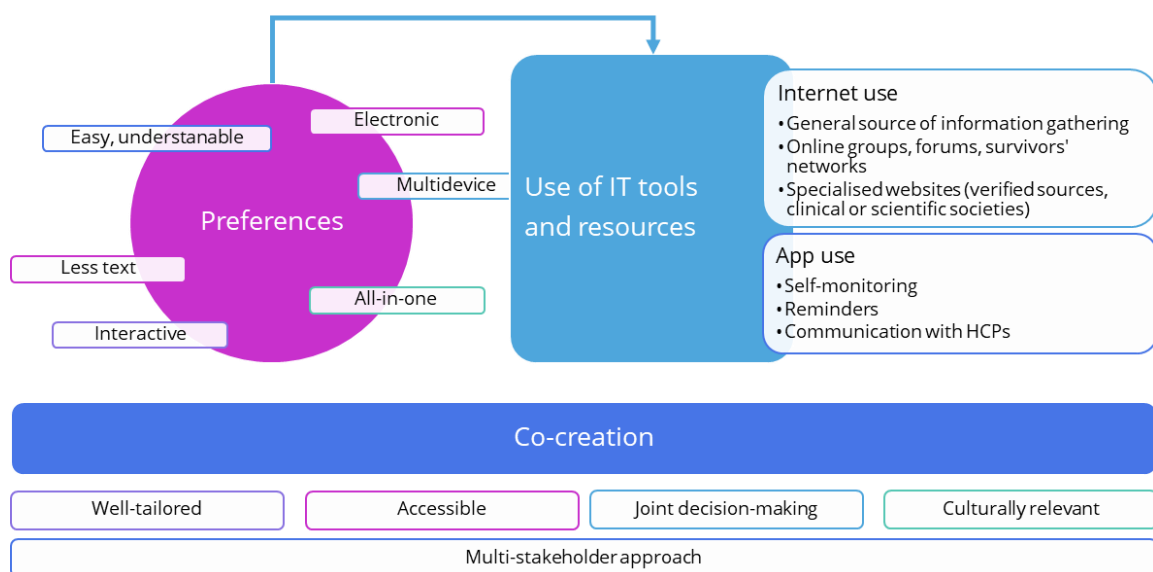 Easy, understanable
Electronic
Multidevice
Preferences
Less text
All-in-one
Interactive
Use of IT tools
and resources
Internet use
•General source of information gathering
•Online groups, forums, survivors'
networks
•Specialised websites (verified sources,
clinical or scientific societies)
App use
•Self-monitoring
•Reminders
•Communication with HCPs
Co-creation
Well-tailored
Accessible
Joint decision-making
Culturally relevant
Multi-stakeholder approach